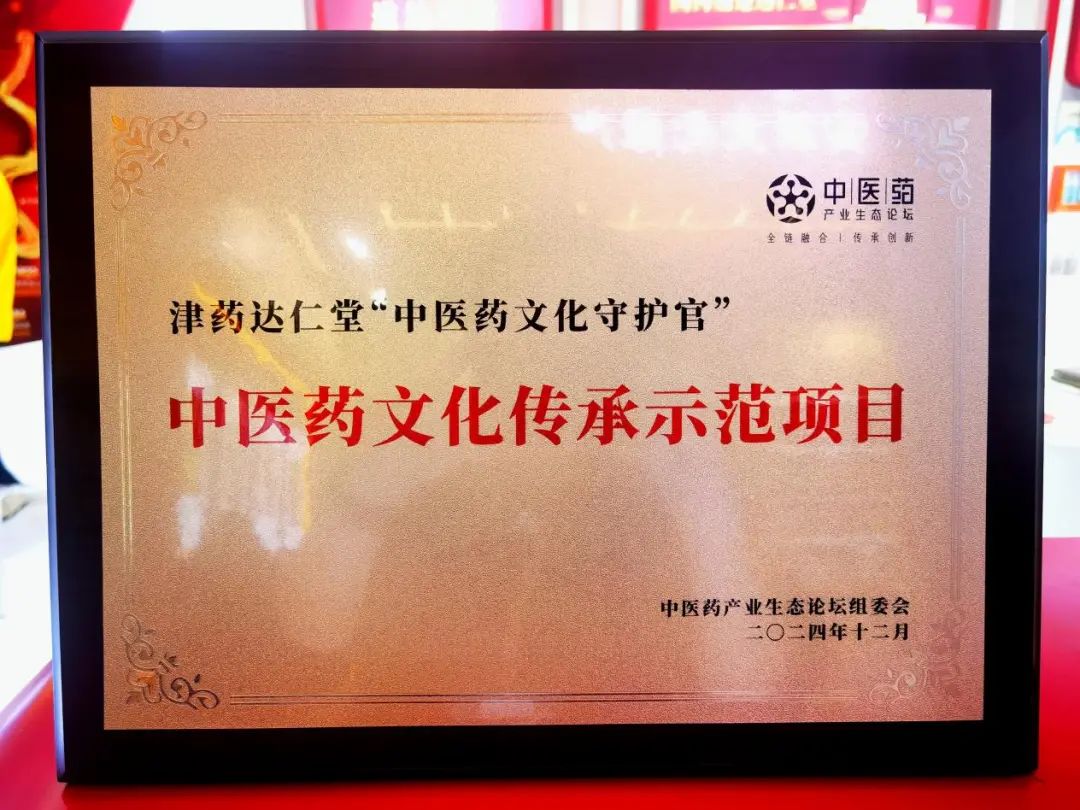 中医药
产业生态论坛
全链融合 | 传承创新
津药达仁堂“中医药文化守护官”
中医药文化传承示范项目
中医药产业生态论坛组委会
二〇二四年十二月